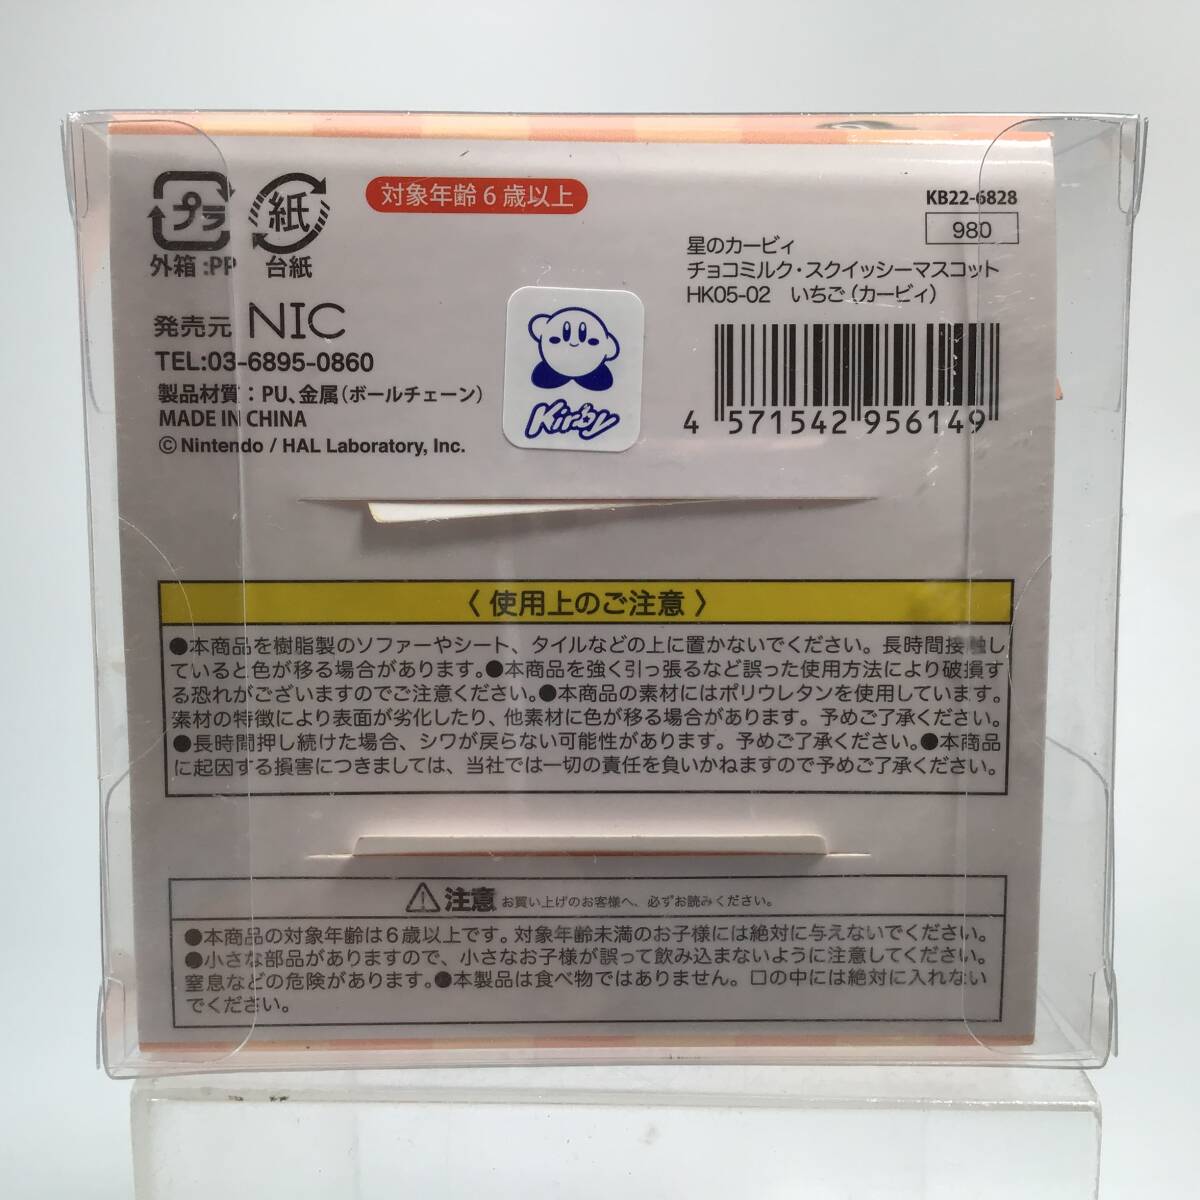 プラ
外箱:PP
紙
台紙
対象年齢6歳以上
KB22-6828
980
星のカービィ
チョコミルク・スクイッシーマスコット
HK05-02 いちご(カービィ)
発売元 NIC
TEL:03-6895-0860
製品材質:PU、金属(ボールチェーン)
MADE IN CHINA
©Nintendo / HAL Laboratory, Inc.
Kirby
4 571542 956149
〈 使用上のご注意 〉
●本商品を樹脂製のソファーやシート、タイルなどの上に置かないでください。長時間接触し
ていると色が移る場合があります。●本商品を強く引っ張るなど誤った使用方法により破損す
る恐れがございますのでご注意ください。●本商品の素材にはポリウレタンを使用しています。
素材の特徴により表面が劣化したり、他素材に色が移る場合があります。予めご了承ください。
●長時間押し続けた場合、シワが戻らない可能性があります。予めご了承ください。●本商品
に起因する損害につきましては、当社では一切の責任を負いかねますので予めご了承ください。
注意 お買い上げのお客様へ、必ずお読みください。
●本商品の対象年齢は6歳以上です。対象年齢未満のお子様には絶対に与えないでください。
●小さな部品がありますので、小さなお子様が誤って飲み込まないように注意してください。
窒息などの危険があります。●本製品は食べ物ではありません。口の中には絶対に入れない
でください。